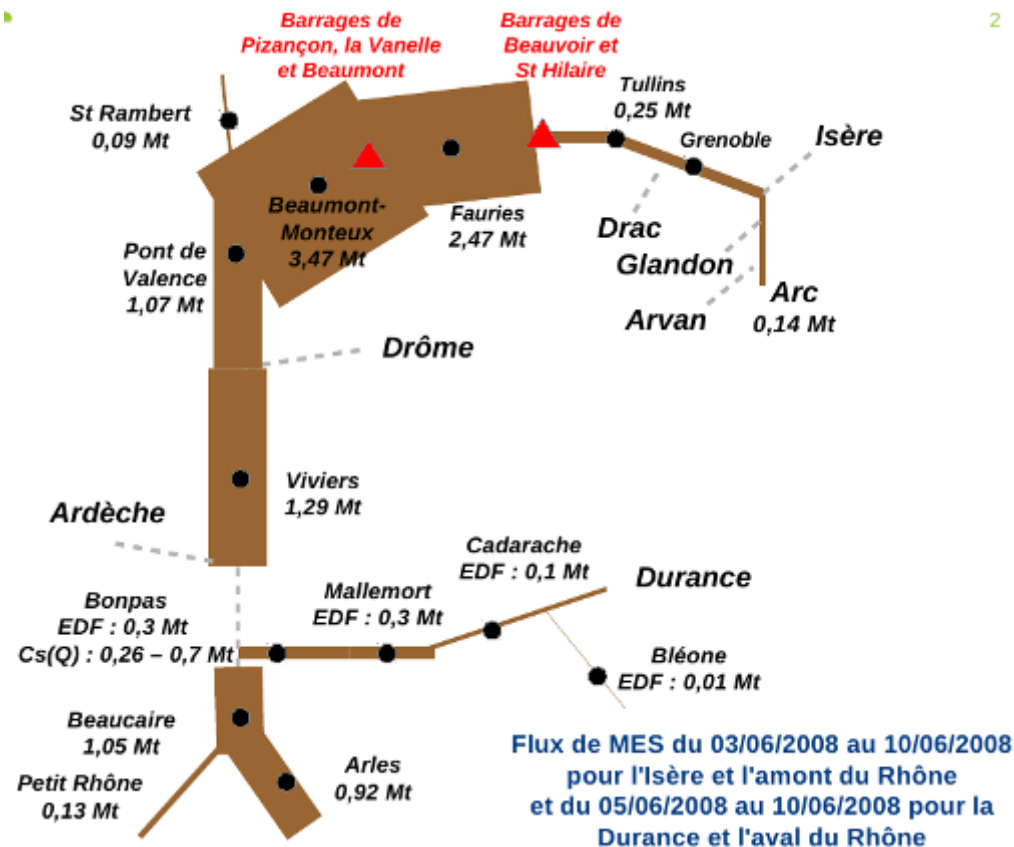 2
Barrages de
Pizançon, la Vanelle
et Beaumont
Barrages de
Beauvoir et
St Hilaire
Tullins
0,25 Mt
St Rambert
0,09 Mt
Grenoble
Isère
Beaumont-
Monteux
3,47 Mt
Fauries
2,47 Mt
Drac
Glandon
Arvan
Arc
0,14 Mt
Pont de
Valence
1,07 Mt
Drôme
Viviers
1,29 Mt
Ardèche
Cadarache
EDF : 0,1 Mt
Durance
Mallemort
EDF : 0,3 Mt
Bonpas
EDF : 0,3 Mt
Cs(Q) : 0,26 – 0,7 Mt
Bléone
EDF : 0,01 Mt
Beaucaire
1,05 Mt
Arles
0,92 Mt
Petit Rhône
0,13 Mt
Flux de MES du 03/06/2008 au 10/06/2008
pour l'Isère et l'amont du Rhône
et du 05/06/2008 au 10/06/2008 pour la
Durance et l'aval du Rhône